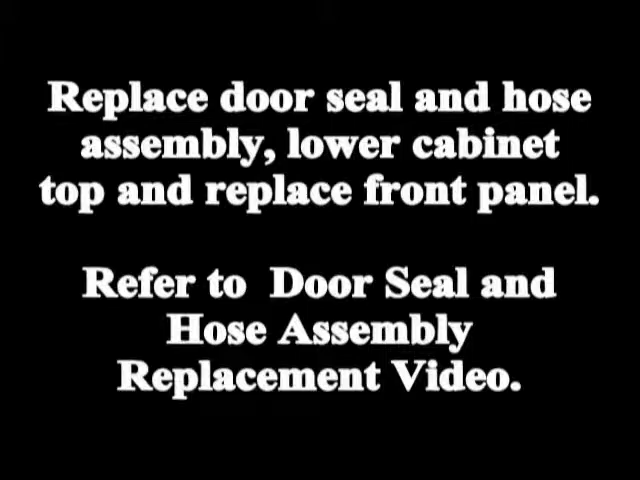 Replace door seal and hose
assembly, lower cabinet
top and replace front panel.
Refer to  Door Seal and
Hose Assembly
Replacement Video.